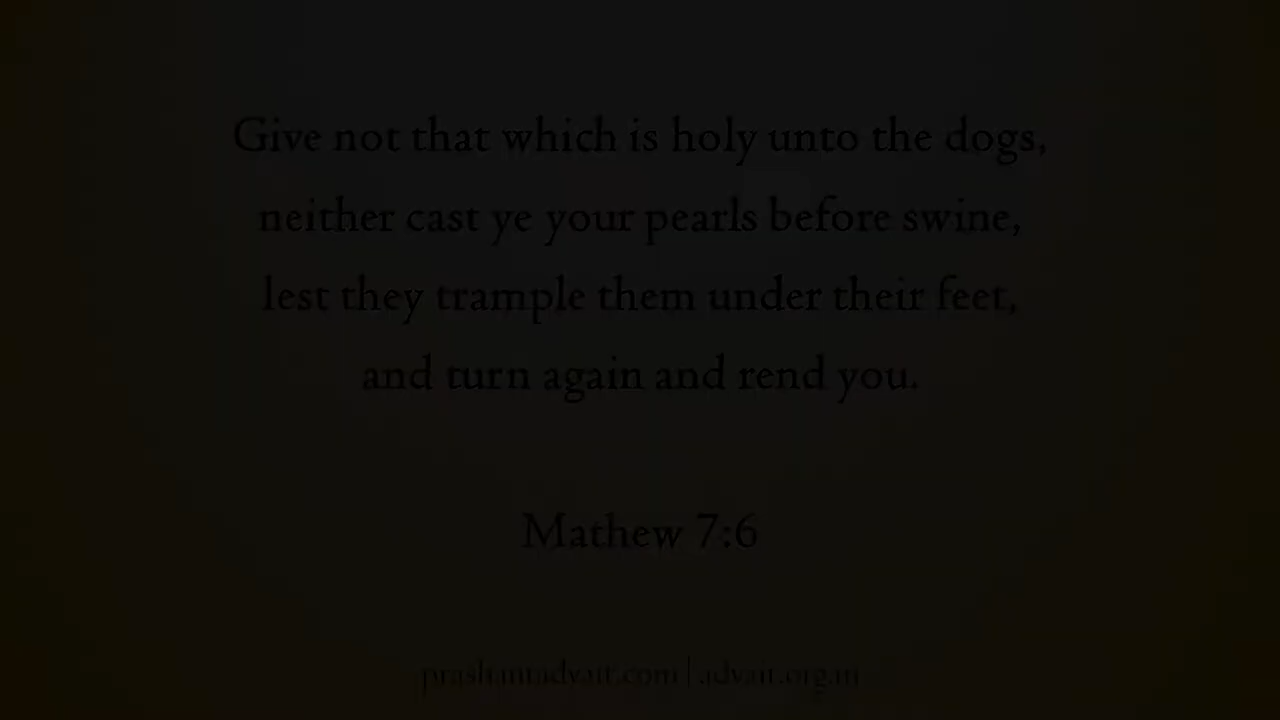 Give not that which is holy unto the dogs,
neither cast ye your pearls before swine,
lest they trample them under their feet,
and turn again and rend you.
Mathew 7:6
prashantadvait.com | advait.org.in